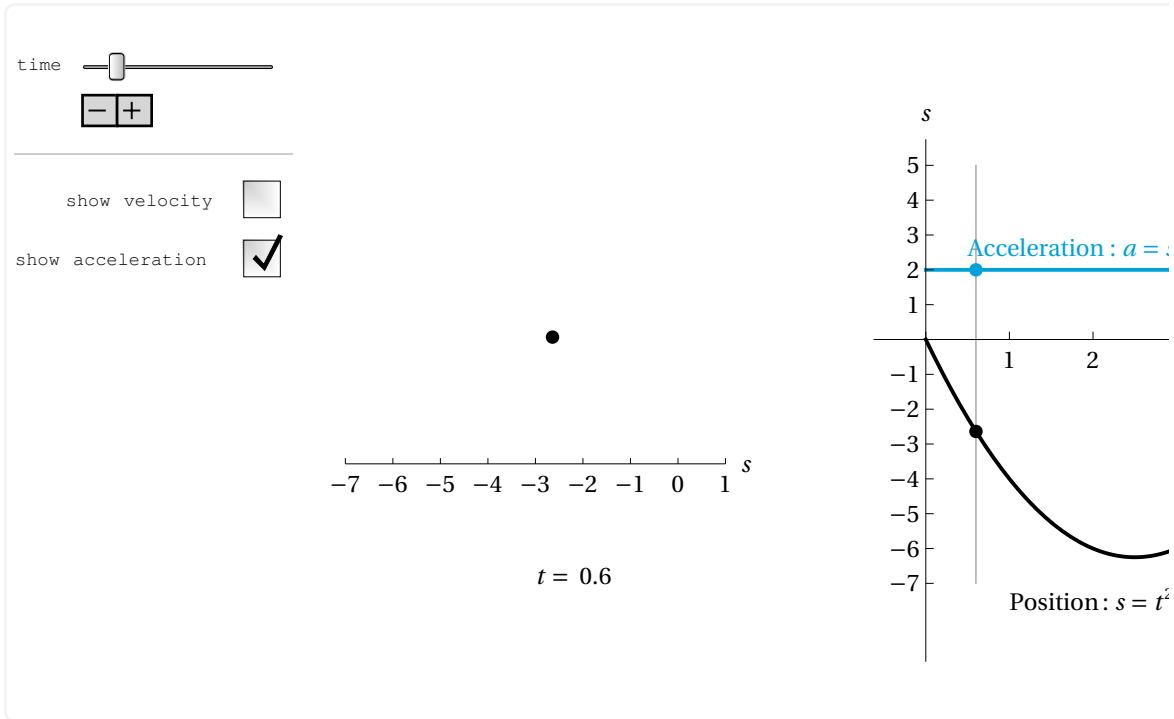 time
− +
show velocity
show acceleration
−7 −6 −5 −4 −3 −2 −1 0 1 s
t = 0.6
s
5
4
3
Acceleration : a = s
2
1
1 2
−1
−2
−3
−4
−5
−6
−7
Position : s = t²